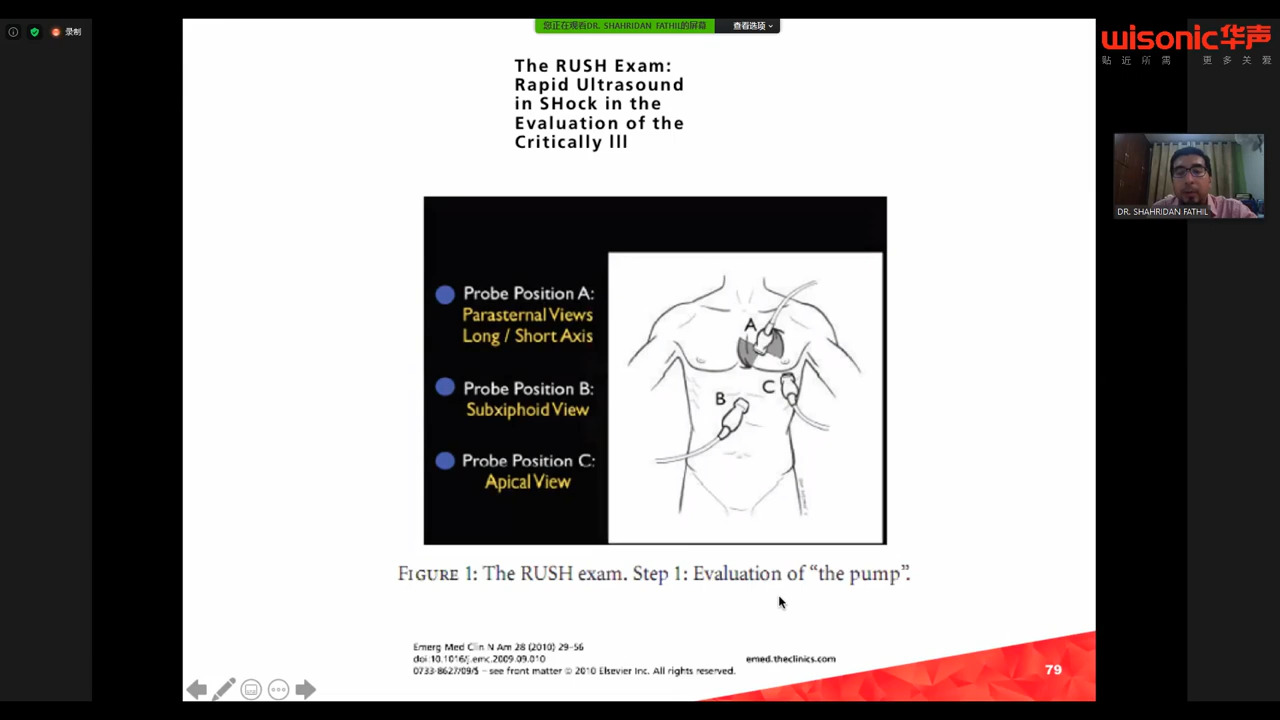 录制
您正在观看DR. SHAHRIDAN FATHIL的屏幕
查看选项
wisonic华声
贴近所需 更多关爱
The RUSH Exam:
Rapid Ultrasound
in SHock in the
Evaluation of the
Critically lll
DR. SHAHRIDAN FATHIL
Probe Position A:
Parasternal Views
Long / Short Axis
Probe Position B:
Subxiphoid View
Probe Position C:
Apical View
A
B
C
FIGURE 1: The RUSH exam. Step 1: Evaluation of “the pump”.
Emerg Med Clin N Am 28 (2010) 29–56
doi:10.1016/j.emc.2009.09.010
0733-8627/09/$ – see front matter © 2010 Elsevier Inc. All rights reserved.
emed.theclinics.com
79